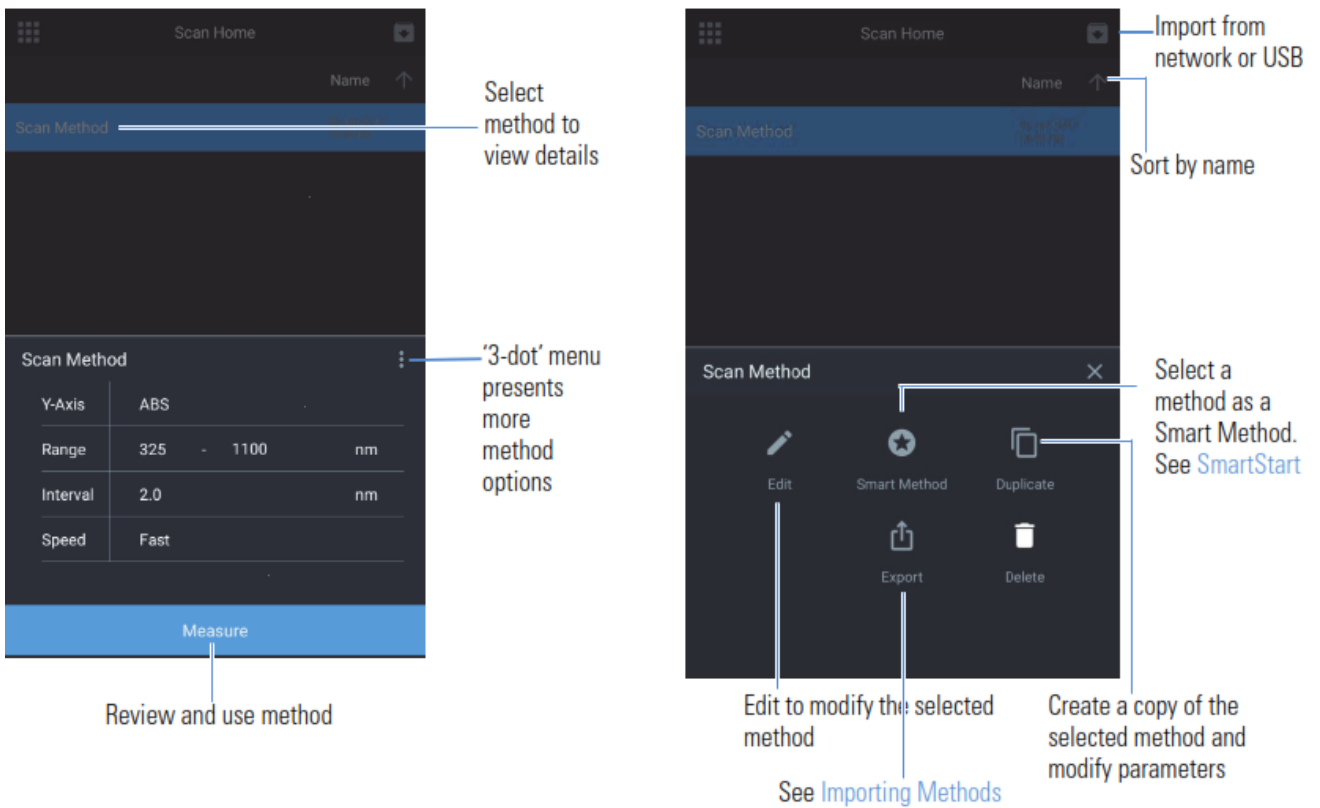 Scan Home
Name
Scan Method
Select
method to
view details
Scan Method
Y-Axis ABS
Range 325 - 1100 nm
Interval 2.0 nm
Speed Fast
Measure
'3-dot' menu
presents
more
method
options
Review and use method
Scan Home
Import from
network or USB
Name
Sort by name
Scan Method
Scan Method
Select a
method as a
Smart Method.
See SmartStart
Edit
Smart Method
Duplicate
Export
Delete
Edit to modify the selected
method
Create a copy of the
selected method and
modify parameters
See Importing Methods